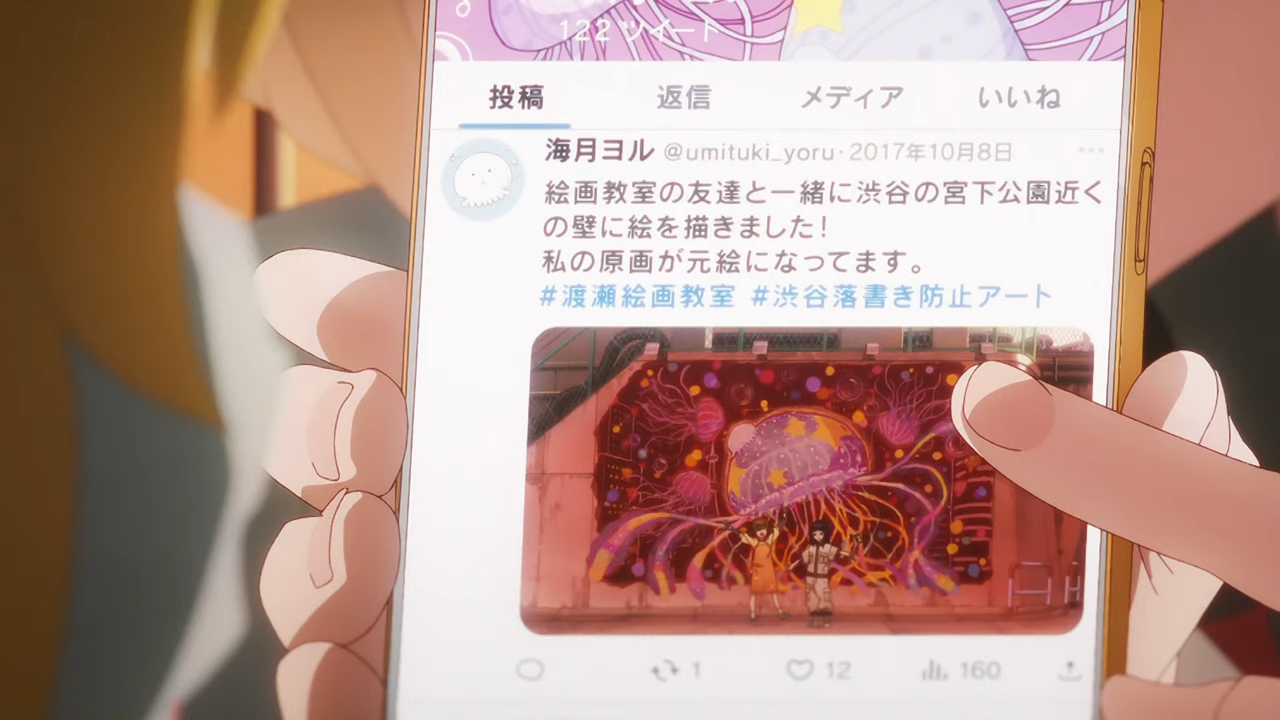 122 ツイート
投稿 返信 メディア いいね
海月ヨル @umituki_yoru·2017年10月8日
絵画教室の友達と一緒に渋谷の宮下公園近く
の壁に絵を描きました!
私の原画が元絵になってます。
#渡瀬絵画教室 #渋谷落書き防止アート
1 12 160